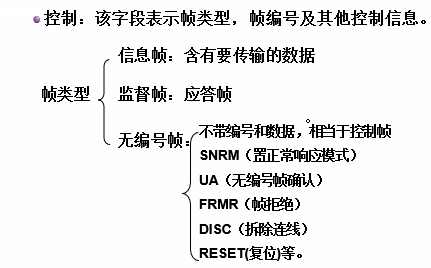 控制：该字段表示帧类型，帧编号及其他控制信息。
信息帧：含有要传输的数据
帧类型
监督帧：应答帧
无编号帧：
不带编号和数据，相当于控制帧
SNRM（置正常响应模式）
UA（无编号帧确认）
FRMR（帧拒绝）
DISC（拆除连线）
RESET(复位)等。